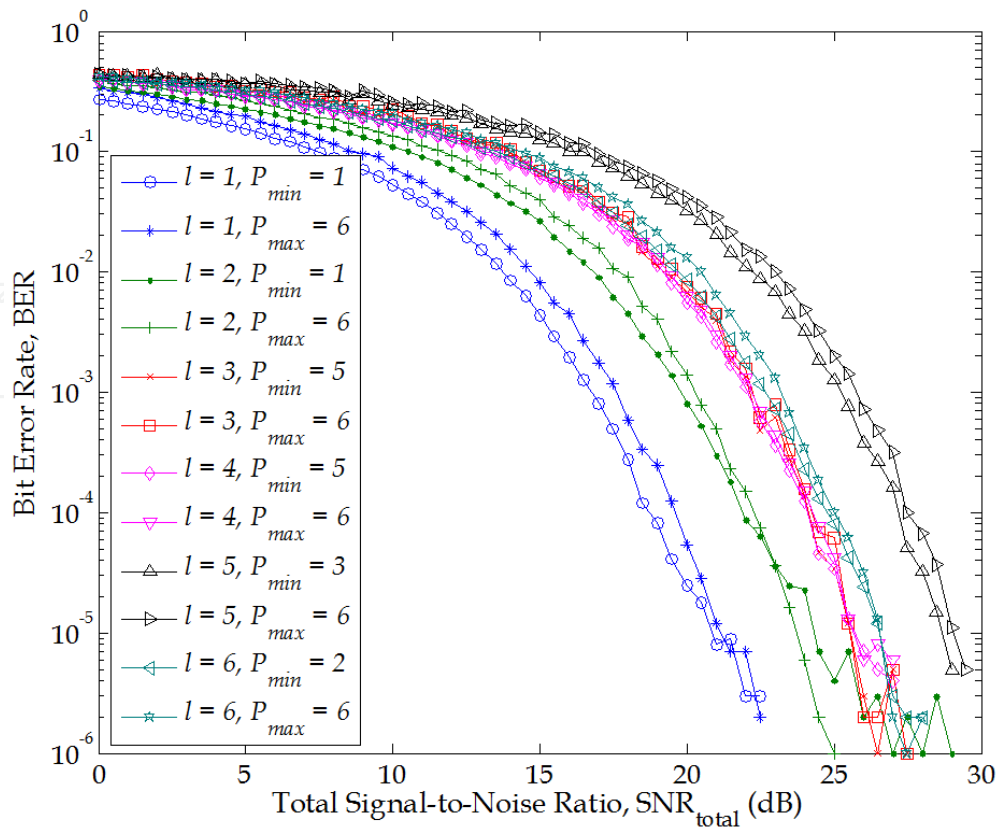 10^0
10^-1
10^-2
10^-3
10^-4
10^-5
10^-6
Bit Error Rate, BER
l = 1, P_min = 1
l = 1, P_max = 6
l = 2, P_min = 1
l = 2, P_max = 6
l = 3, P_min = 5
l = 3, P_max = 6
l = 4, P_min = 5
l = 4, P_max = 6
l = 5, P_min = 3
l = 5, P_max = 6
l = 6, P_min = 2
l = 6, P_max = 6
0 5 10 15 20 25 30
Total Signal-to-Noise Ratio, SNR_total (dB)